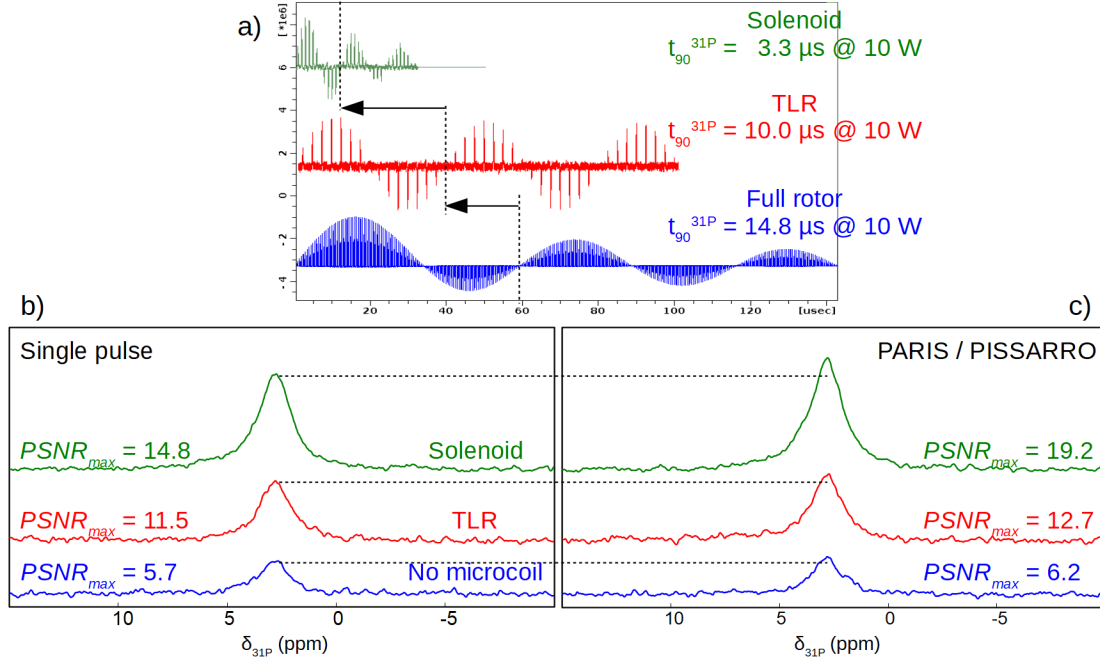 a)
[*1e6]
6
4
2
0
-2
-4
20 40 60 80 100 120 [usec]
Solenoid
t90 31P = 3.3 µs @ 10 W
TLR
t90 31P = 10.0 µs @ 10 W
Full rotor
t90 31P = 14.8 µs @ 10 W
b)
Single pulse
PSNRmax = 14.8 Solenoid
PSNRmax = 11.5 TLR
PSNRmax = 5.7 No microcoil
10 5 0 -5
δ31P (ppm)
c)
PARIS / PISSARRO
PSNRmax = 19.2
PSNRmax = 12.7
PSNRmax = 6.2
10 5 0 -5
δ31P (ppm)